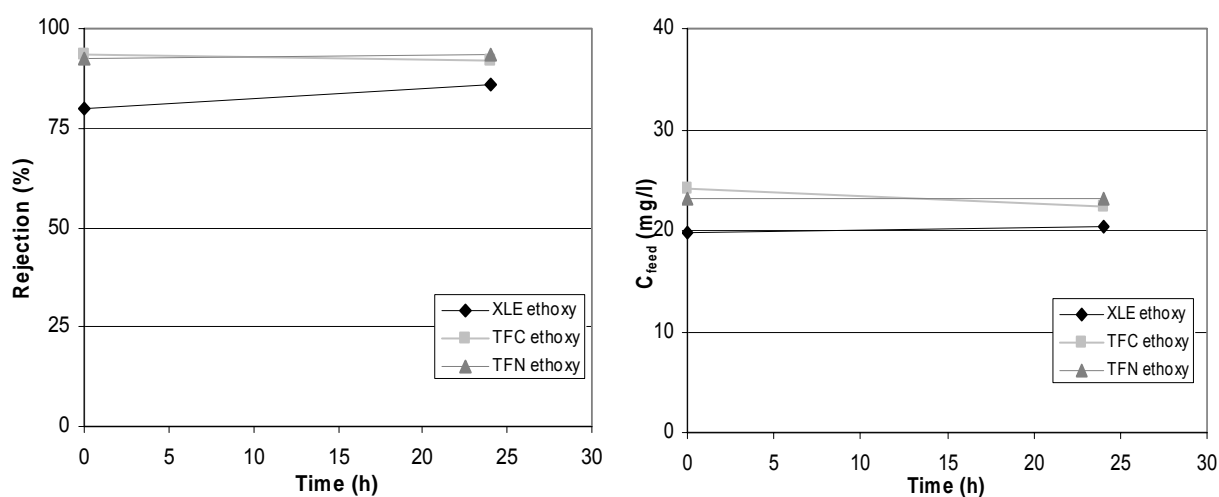 100
75
50
25
0
Rejection (%)
XLE ethoxy
TFC ethoxy
TFN ethoxy
0 5 10 15 20 25 30
Time (h)
40
30
20
10
0
C_feed (mg/l)
XLE ethoxy
TFC ethoxy
TFN ethoxy
0 5 10 15 20 25 30
Time (h)